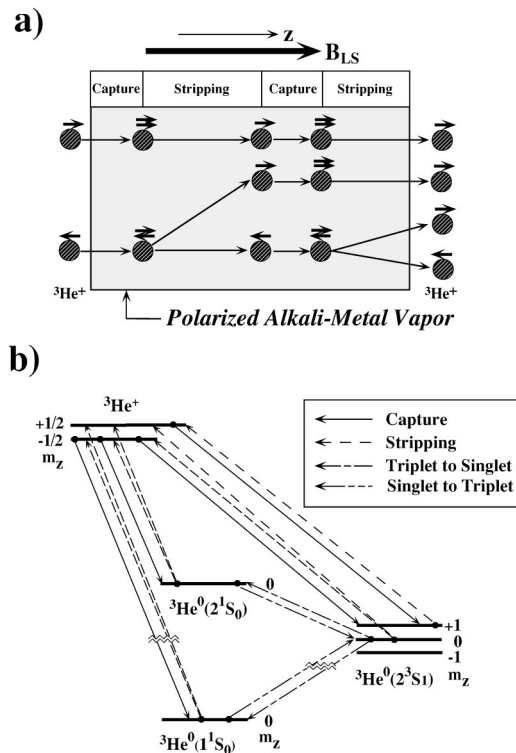 a)
z
B_LS
Capture Stripping Capture Stripping
³He⁺ ³He⁺
Polarized Alkali-Metal Vapor
b)
³He⁺
+1/2
-1/2
m_z
Capture
Stripping
Triplet to Singlet
Singlet to Triplet
0
³He⁰(2¹S₀)
+1
0
-1
³He⁰(2³S₁) m_z
0
³He⁰(1¹S₀) m_z